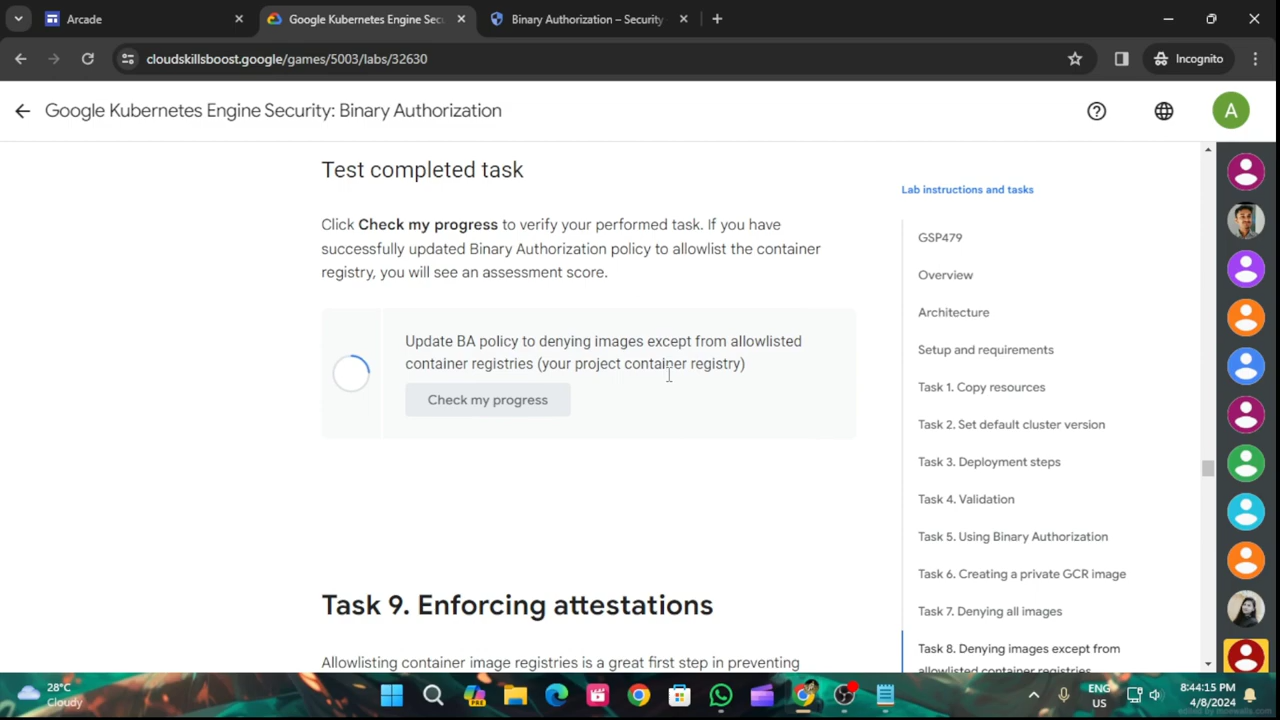 Arcade
Google Kubernetes Engine Sec
Binary Authorization – Security
cloudskillsboost.google/games/5003/labs/32630
Incognito
Google Kubernetes Engine Security: Binary Authorization
A
Test completed task
Click Check my progress to verify your performed task. If you have
successfully updated Binary Authorization policy to allowlist the container
registry, you will see an assessment score.
Update BA policy to denying images except from allowlisted
container registries (your project container registry)
Check my progress
Task 9. Enforcing attestations
Allowlisting container image registries is a great first step in preventing
Lab instructions and tasks
GSP479
Overview
Architecture
Setup and requirements
Task 1. Copy resources
Task 2. Set default cluster version
Task 3. Deployment steps
Task 4. Validation
Task 5. Using Binary Authorization
Task 6. Creating a private GCR image
Task 7. Denying all images
Task 8. Denying images except from
allowlisted container registries
28°C
Cloudy
PRE
ENG
US
8:44:15 PM
4/8/2024